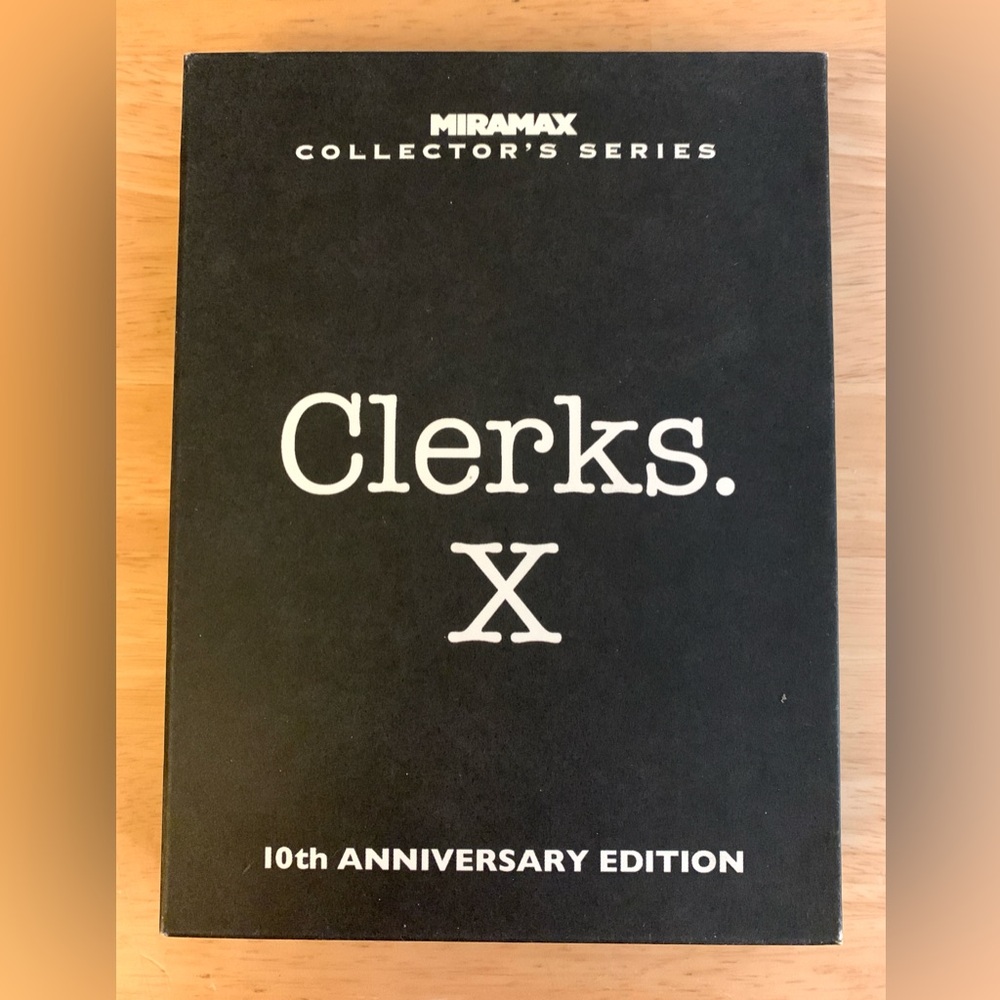 MIRAMAX
COLLECTOR'S SERIES
Clerks.
X
10th ANNIVERSARY EDITION